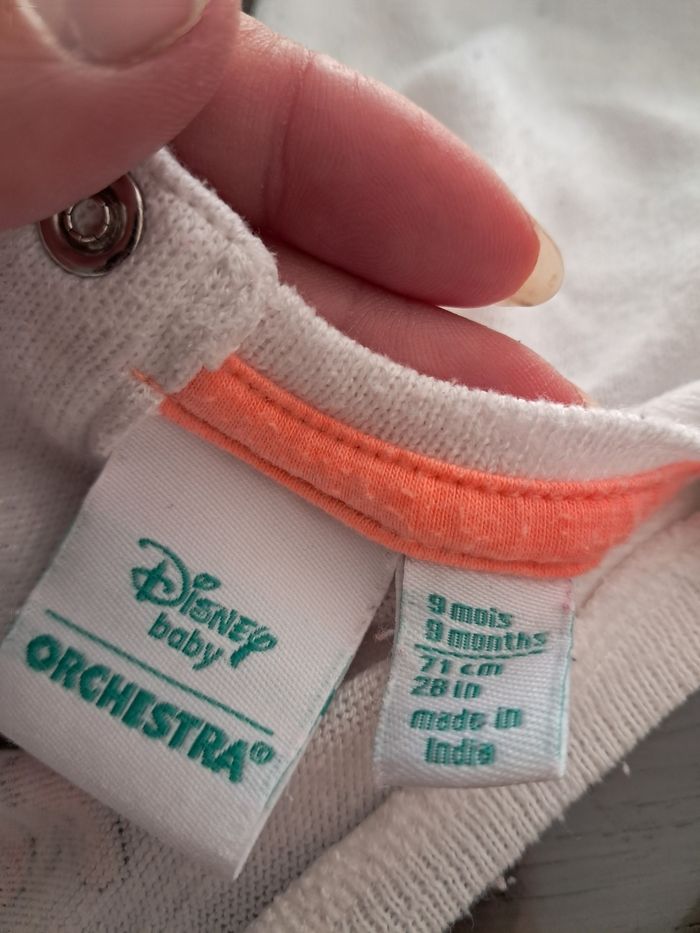 Disney
baby
ORCHESTRA®
9 mois
9 months
71 cm
28 in
made in
India